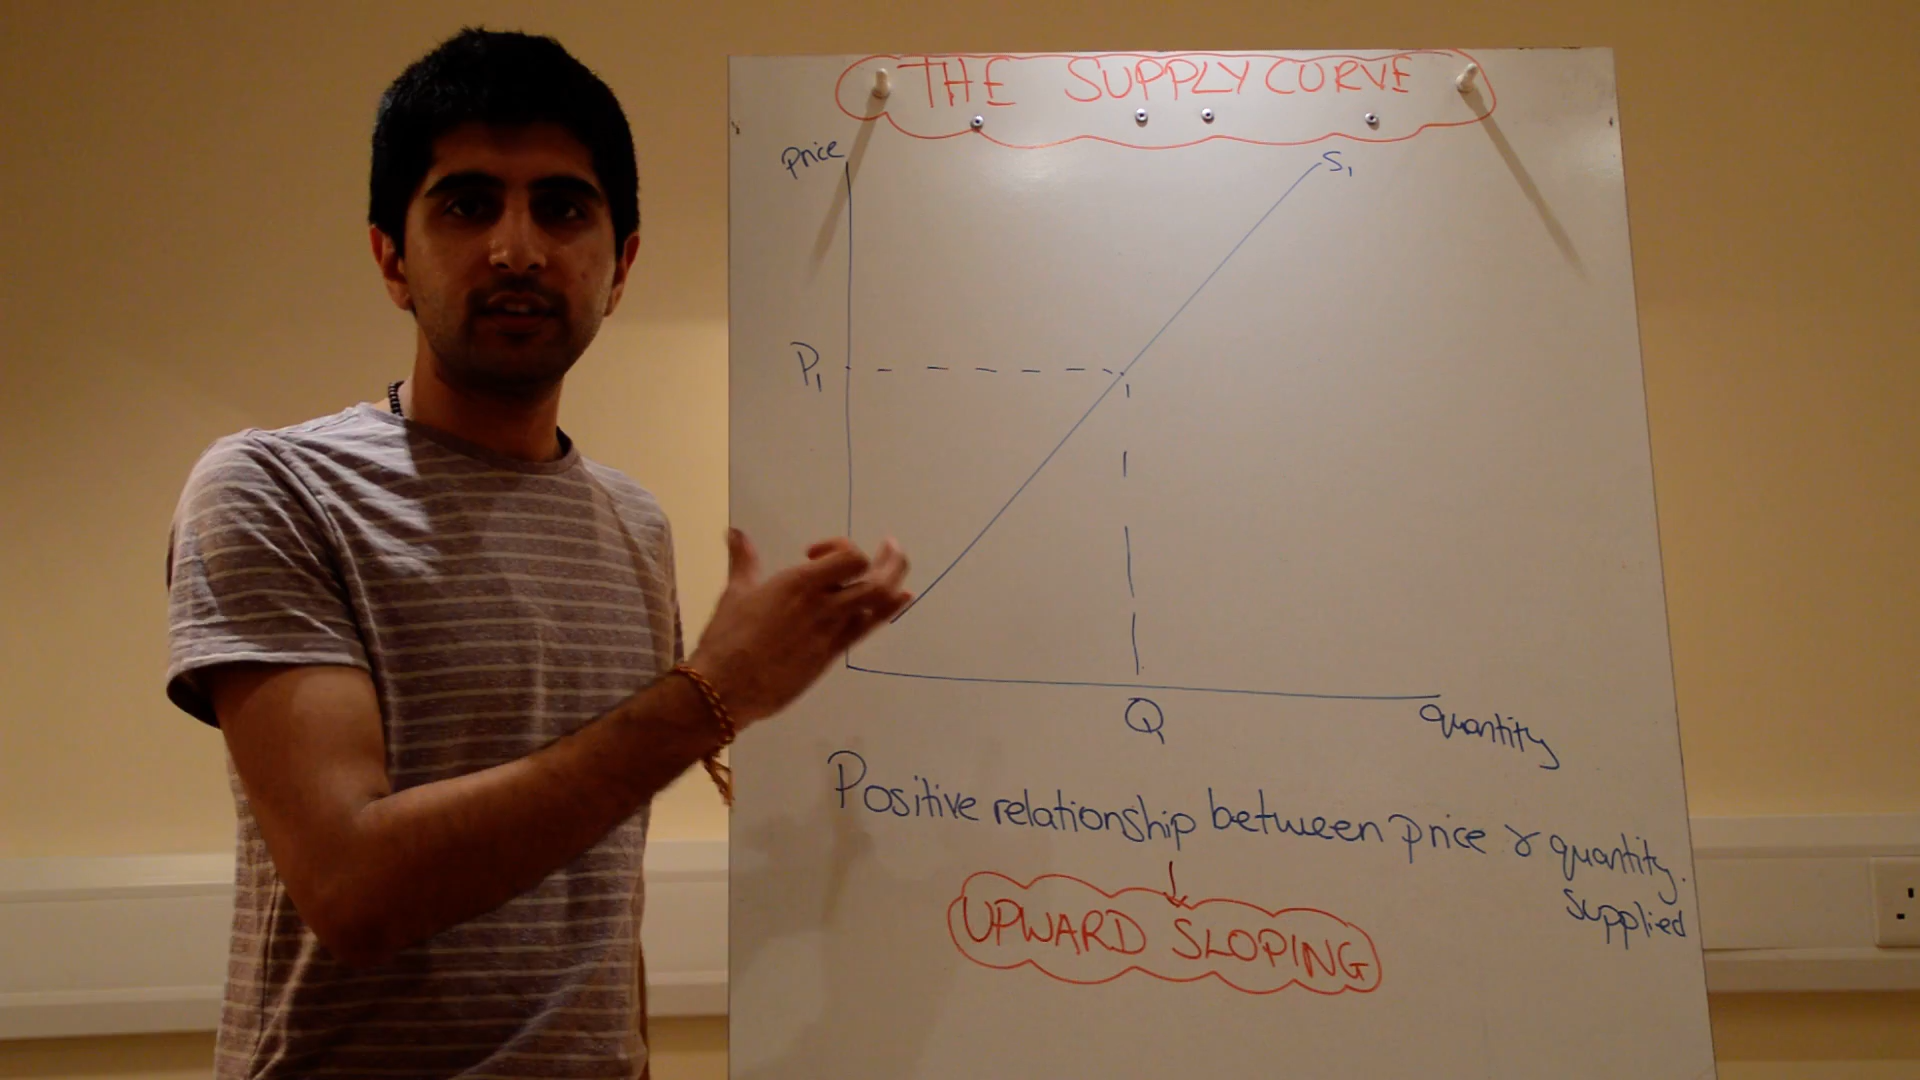 THE SUPPLY CURVE
price
S1
P1
Q
quantity
Positive relationship between price & quantity.
supplied
UPWARD SLOPING